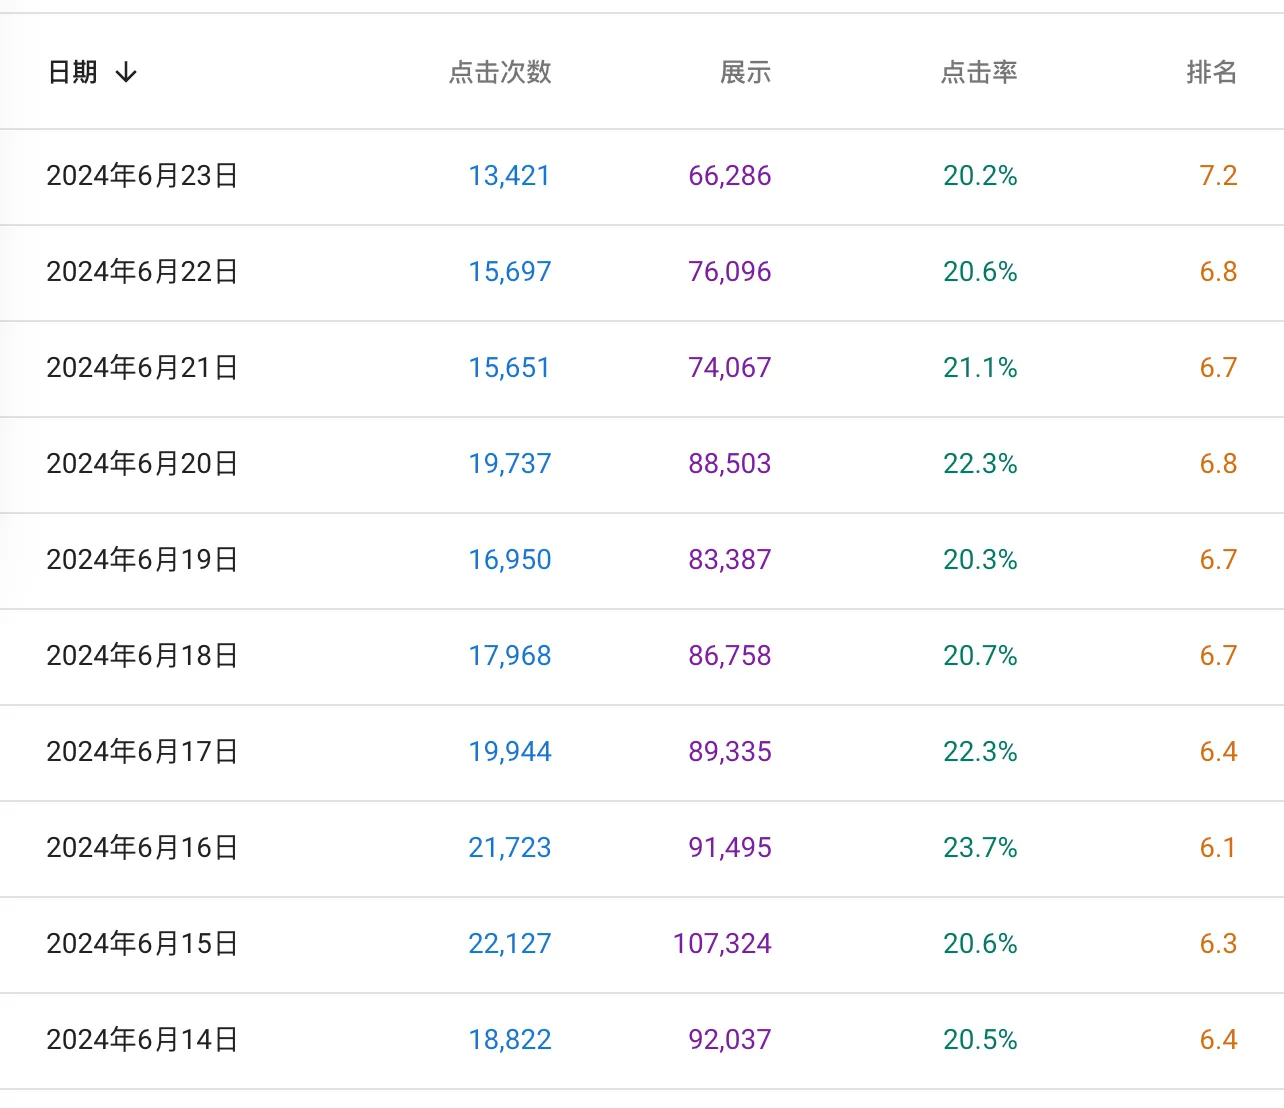 日期 ↓ 点击次数 展示 点击率 排名
2024年6月23日 13,421 66,286 20.2% 7.2
2024年6月22日 15,697 76,096 20.6% 6.8
2024年6月21日 15,651 74,067 21.1% 6.7
2024年6月20日 19,737 88,503 22.3% 6.8
2024年6月19日 16,950 83,387 20.3% 6.7
2024年6月18日 17,968 86,758 20.7% 6.7
2024年6月17日 19,944 89,335 22.3% 6.4
2024年6月16日 21,723 91,495 23.7% 6.1
2024年6月15日 22,127 107,324 20.6% 6.3
2024年6月14日 18,822 92,037 20.5% 6.4